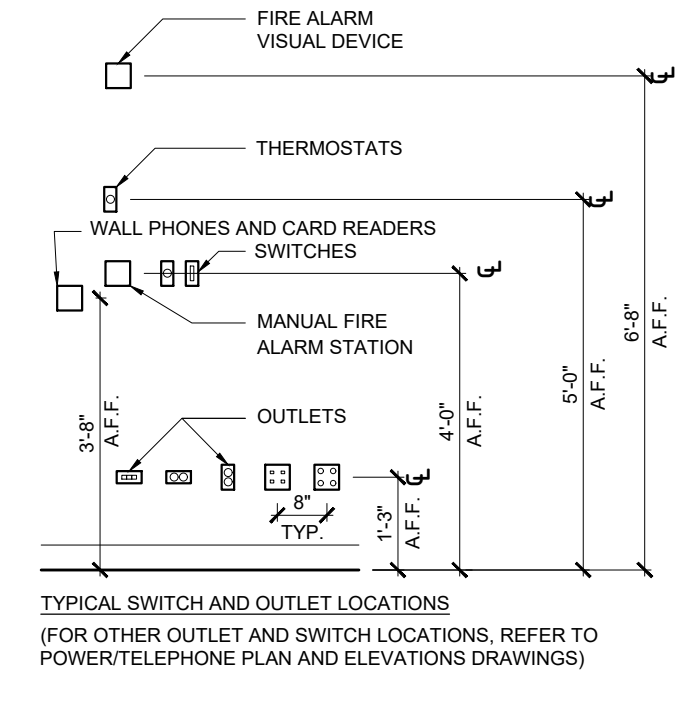 FIRE ALARM
VISUAL DEVICE
THERMOSTATS
WALL PHONES AND CARD READERS
SWITCHES
MANUAL FIRE
ALARM STATION
OUTLETS
3'-8"
A.F.F.
8"
TYP.
1'-3"
A.F.F.
4'-0"
A.F.F.
5'-0"
A.F.F.
6'-8"
A.F.F.
TYPICAL SWITCH AND OUTLET LOCATIONS
(FOR OTHER OUTLET AND SWITCH LOCATIONS, REFER TO
POWER/TELEPHONE PLAN AND ELEVATIONS DRAWINGS)